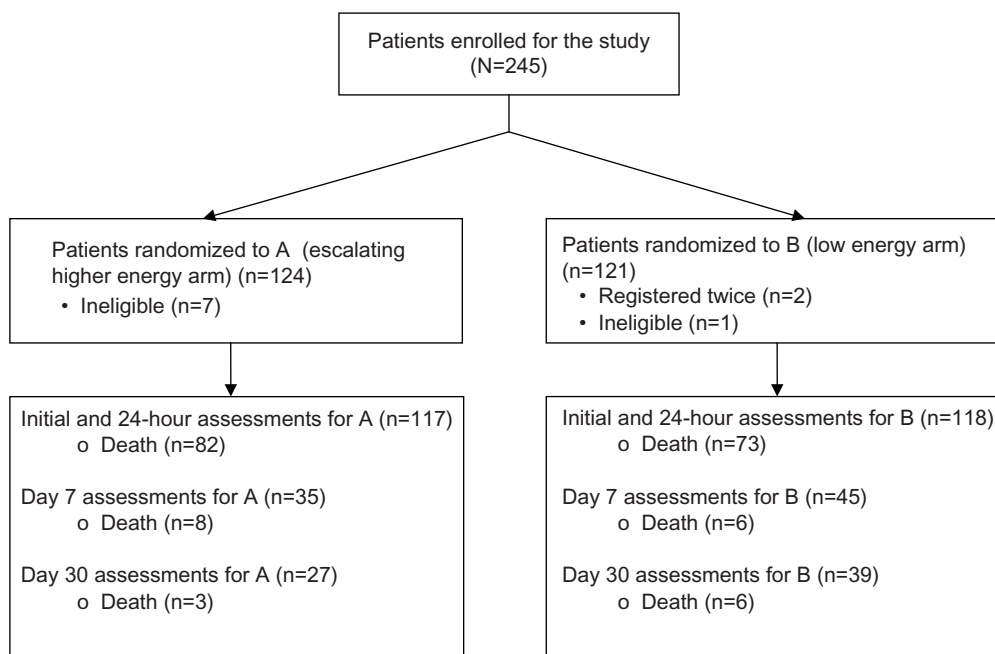 Patients enrolled for the study
(N=245)
Patients randomized to A (escalating
higher energy arm) (n=124)
• Ineligible (n=7)
Patients randomized to B (low energy arm)
(n=121)
• Registered twice (n=2)
• Ineligible (n=1)
Initial and 24-hour assessments for A (n=117)
o Death (n=82)
Day 7 assessments for A (n=35)
o Death (n=8)
Day 30 assessments for A (n=27)
o Death (n=3)
Initial and 24-hour assessments for B (n=118)
o Death (n=73)
Day 7 assessments for B (n=45)
o Death (n=6)
Day 30 assessments for B (n=39)
o Death (n=6)